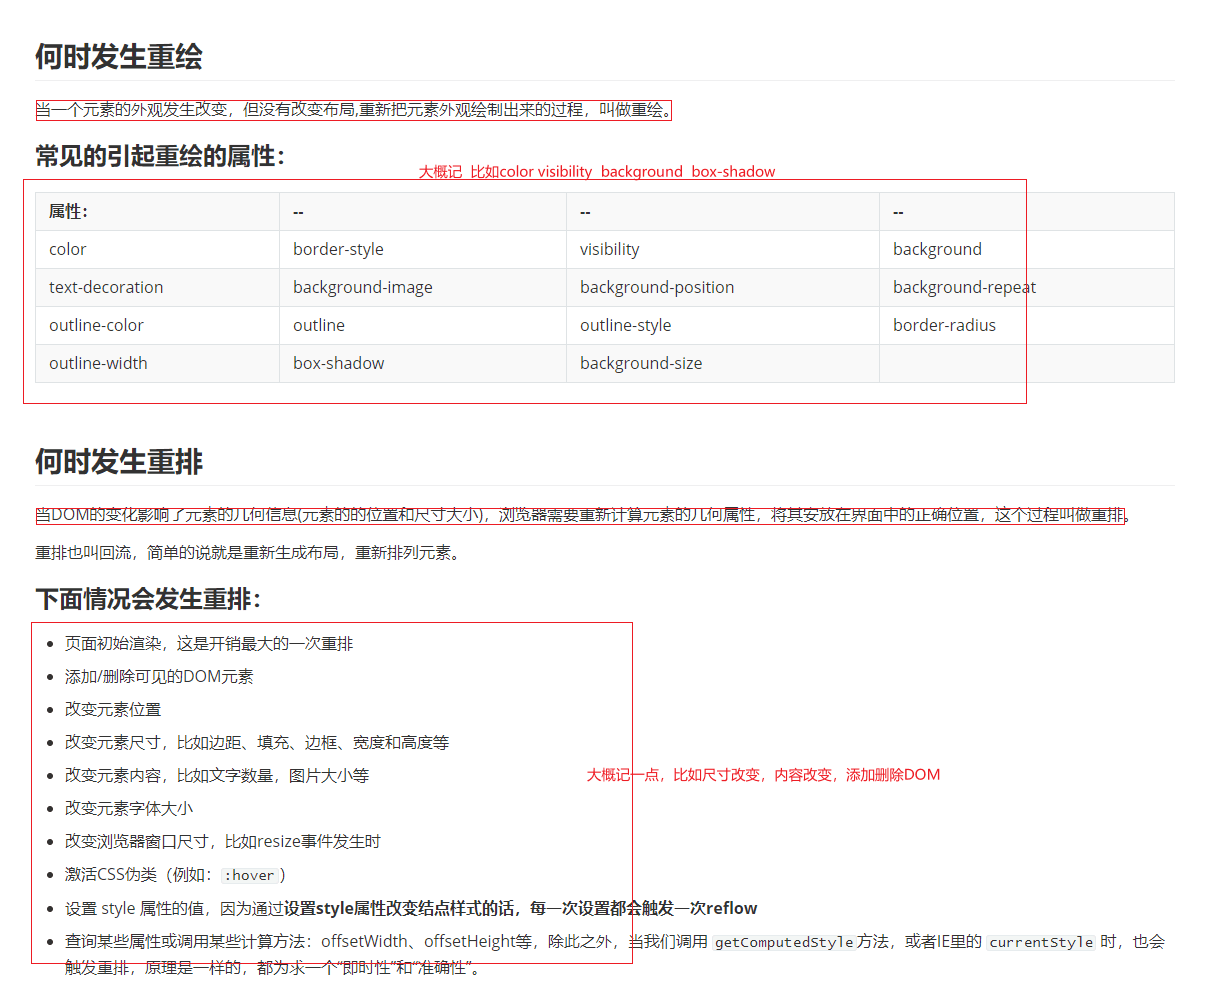 何时发生重绘
当一个元素的外观发生改变，但没有改变布局,重新把元素外观绘制出来的过程，叫做重绘。
常见的引起重绘的属性：
大概记 比如color visibility background box-shadow
属性： -- -- --
color border-style visibility background
text-decoration background-image background-position background-repeat
outline-color outline outline-style border-radius
outline-width box-shadow background-size
何时发生重排
当DOM的变化影响了元素的几何信息(元素的的位置和尺寸大小)，浏览器需要重新计算元素的几何属性，将其安放在界面中的正确位置，这个过程叫做重排。
重排也叫回流，简单的说就是重新生成布局，重新排列元素。
下面情况会发生重排：
页面初始渲染，这是开销最大的一次重排
添加/删除可见的DOM元素
改变元素位置
改变元素尺寸，比如边距、填充、边框、宽度和高度等
改变元素内容，比如文字数量，图片大小等
大概记一点，比如尺寸改变，内容改变，添加删除DOM
改变元素字体大小
改变浏览器窗口尺寸，比如resize事件发生时
激活CSS伪类（例如：:hover）
设置 style 属性的值，因为通过设置style属性改变结点样式的话，每一次设置都会触发一次reflow
查询某些属性或调用某些计算方法：offsetWidth、offsetHeight等，除此之外，当我们调用 getComputedStyle方法，或者IE里的 currentStyle 时，也会
触发重排，原理是一样的，都为求一个“即时性”和“准确性”。